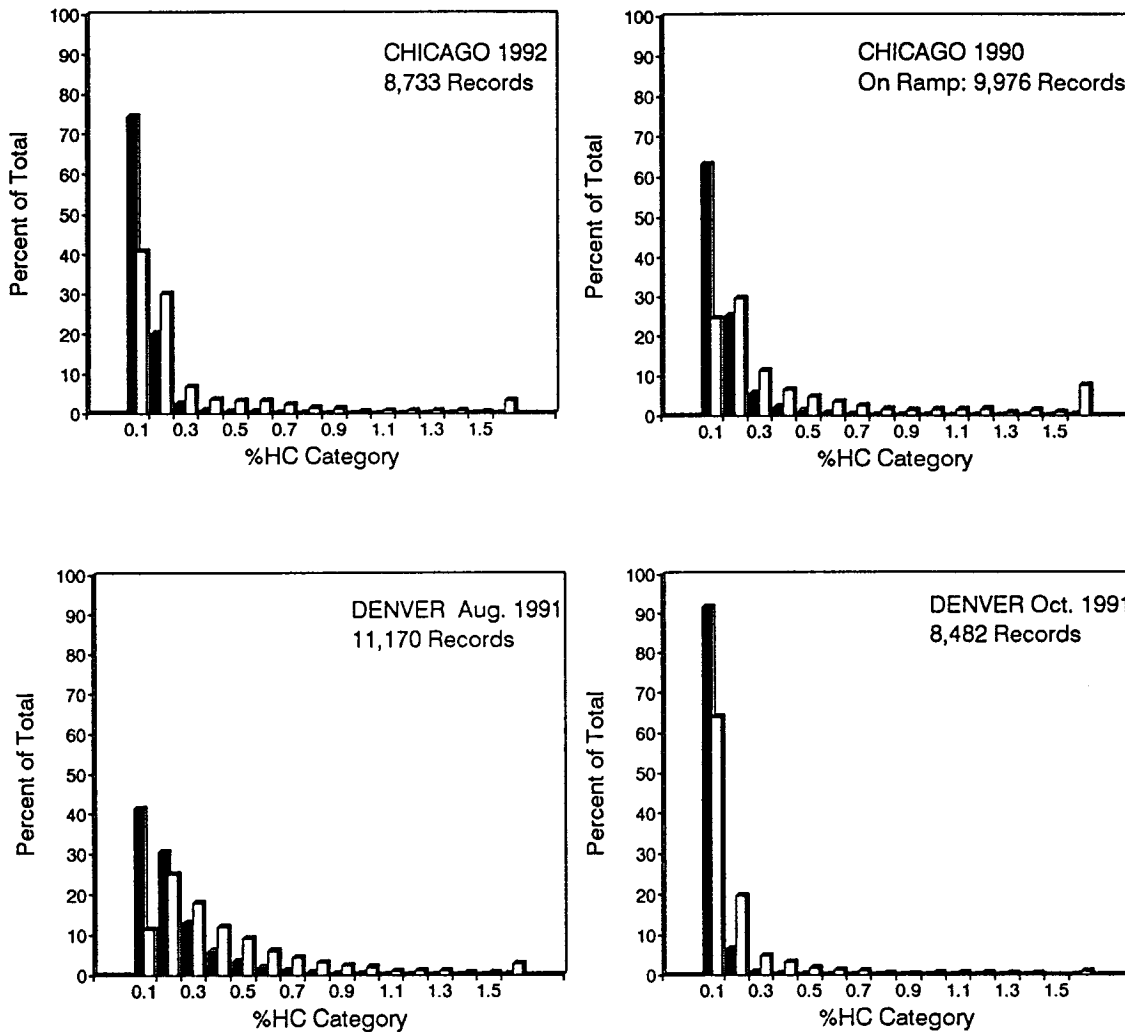 CHICAGO 1992
8,733 Records
Percent of Total
100
90
80
70
60
50
40
30
20
10
0
0.1 0.3 0.5 0.7 0.9 1.1 1.3 1.5
%HC Category
CHICAGO 1990
On Ramp: 9,976 Records
Percent of Total
100
90
80
70
60
50
40
30
20
10
0
0.1 0.3 0.5 0.7 0.9 1.1 1.3 1.5
%HC Category
DENVER Aug. 1991
11,170 Records
Percent of Total
100
90
80
70
60
50
40
30
20
10
0
0.1 0.3 0.5 0.7 0.9 1.1 1.3 1.5
%HC Category
DENVER Oct. 1991
8,482 Records
Percent of Total
100
90
80
70
60
50
40
30
20
10
0
0.1 0.3 0.5 0.7 0.9 1.1 1.3 1.5
%HC Category